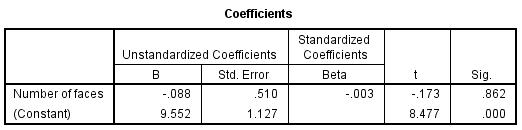 Coefficients
Unstandardized Coefficients Standardized Coefficients
B Std. Error Beta t Sig.
Number of faces -.088 .510 -.003 -.173 .862
(Constant) 9.552 1.127 8.477 .000